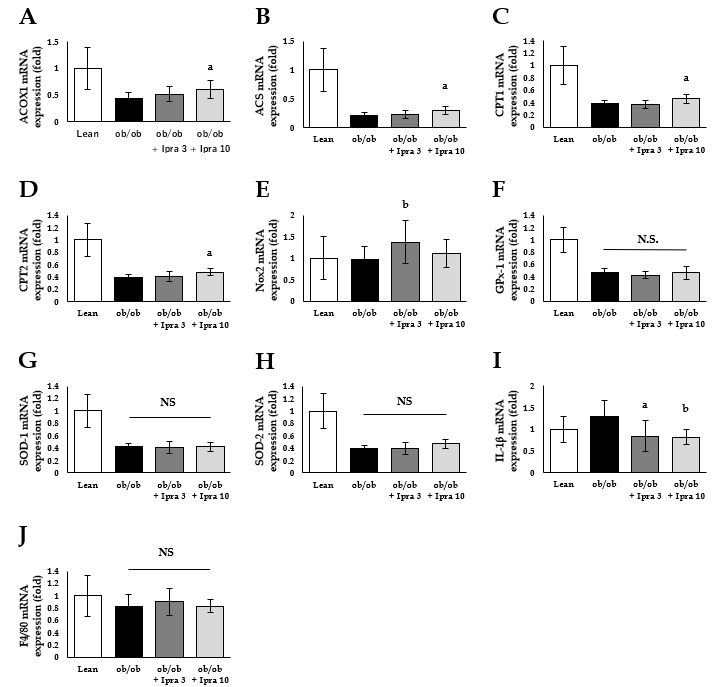 A
ACOX1 mRNA
expression (fold)
1.5
1
0.5
0
a
Lean
ob/ob
ob/ob
+ Ipra 3
ob/ob
+ Ipra 10
B
ACS mRNA
expression (fold)
1.5
1
0.5
0
a
Lean
ob/ob
ob/ob
+ Ipra 3
ob/ob
+ Ipra 10
C
CPT1 mRNA
expression (fold)
1.4
1.2
1
0.8
0.6
0.4
0.2
0
a
Lean
ob/ob
ob/ob
+ Ipra 3
ob/ob
+ Ipra 10
D
CPT2 mRNA
expression (fold)
1.4
1.2
1
0.8
0.6
0.4
0.2
0
a
Lean
ob/ob
ob/ob
+ Ipra 3
ob/ob
+ Ipra 10
E
Nox2 mRNA
expression (fold)
2
1.5
1
0.5
0
b
Lean
ob/ob
ob/ob
+ Ipra 3
ob/ob
+ Ipra 10
F
GPx-1 mRNA
expression (fold)
1.4
1.2
1
0.8
0.6
0.4
0.2
0
N.S.
Lean
ob/ob
ob/ob
+ Ipra 3
ob/ob
+ Ipra 10
G
SOD-1 mRNA
expression (fold)
1.4
1.2
1
0.8
0.6
0.4
0.2
0
NS
Lean
ob/ob
ob/ob
+ Ipra 3
ob/ob
+ Ipra 10
H
SOD-2 mRNA
expression (fold)
1.4
1.2
1
0.8
0.6
0.4
0.2
0
NS
Lean
ob/ob
ob/ob
+ Ipra 3
ob/ob
+ Ipra 10
I
IL-1β mRNA
expression (fold)
2
1.5
1
0.5
0
a
b
Lean
ob/ob
ob/ob
+ Ipra 3
ob/ob
+ Ipra 10
J
F4/80 mRNA
expression (fold)
1.4
1.2
1
0.8
0.6
0.4
0.2
0
NS
Lean
ob/ob
ob/ob
+ Ipra 3
ob/ob
+ Ipra 10